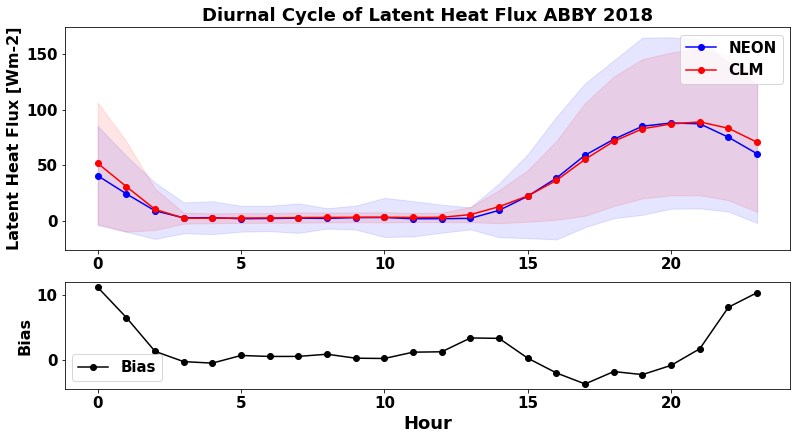 Diurnal Cycle of Latent Heat Flux ABBY 2018
Latent Heat Flux [Wm-2]
150
100
50
0
NEON
CLM
0 5 10 15 20
Bias
10
0
Bias
0 5 10 15 20
Hour